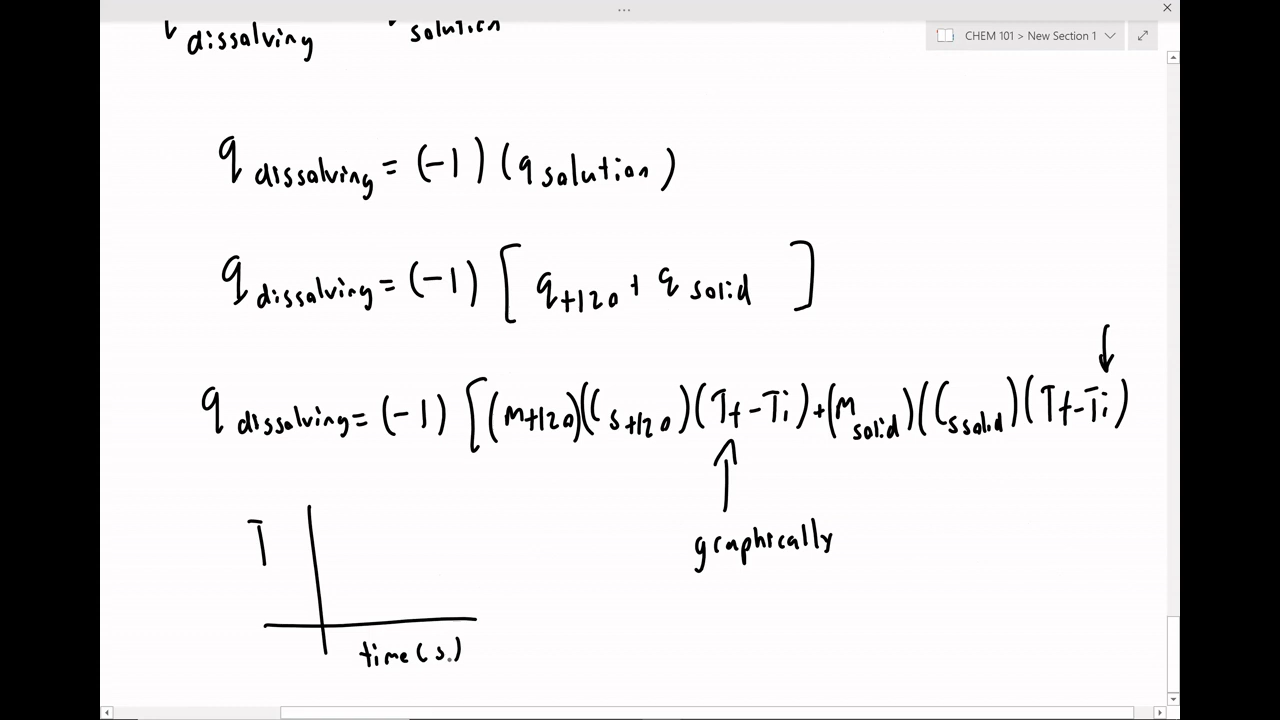 ...
CHEM 101 > New Section 1
dissolving solution
q dissolving = (-1) (q solution)
q dissolving = (-1) [ q H2O + q solid ]
q dissolving = (-1) [ (m H2O) (C s H2O) (Tf - Ti) + (m solid) (C s solid) (Tf - Ti)
graphically
T
time (s)